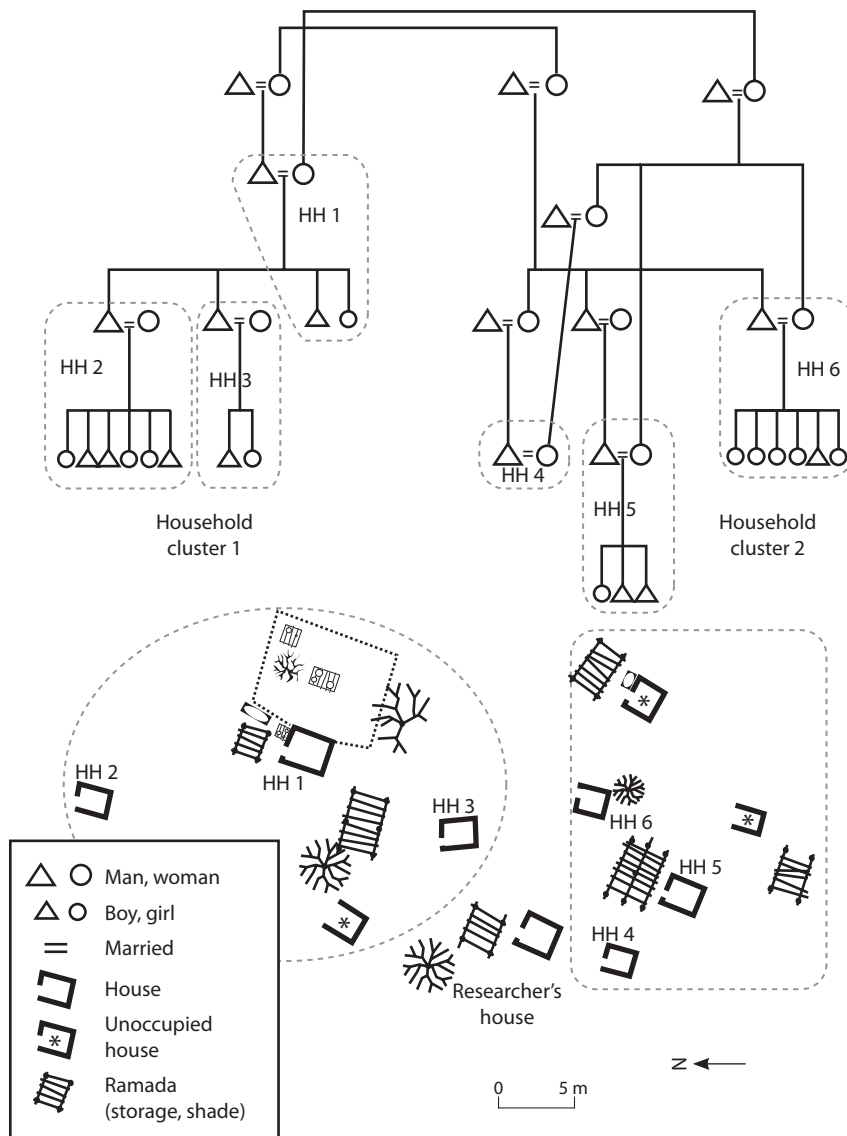 HH 1
HH 2
HH 3
HH 6
HH 4
HH 5
Household
cluster 1
Household
cluster 2
HH 2
HH 1
HH 3
HH 6
HH 5
HH 4
Researcher's
house
Man, woman
Boy, girl
Married
House
*
Unoccupied
house
Ramada
(storage, shade)
*
*
*
N
0 5 m